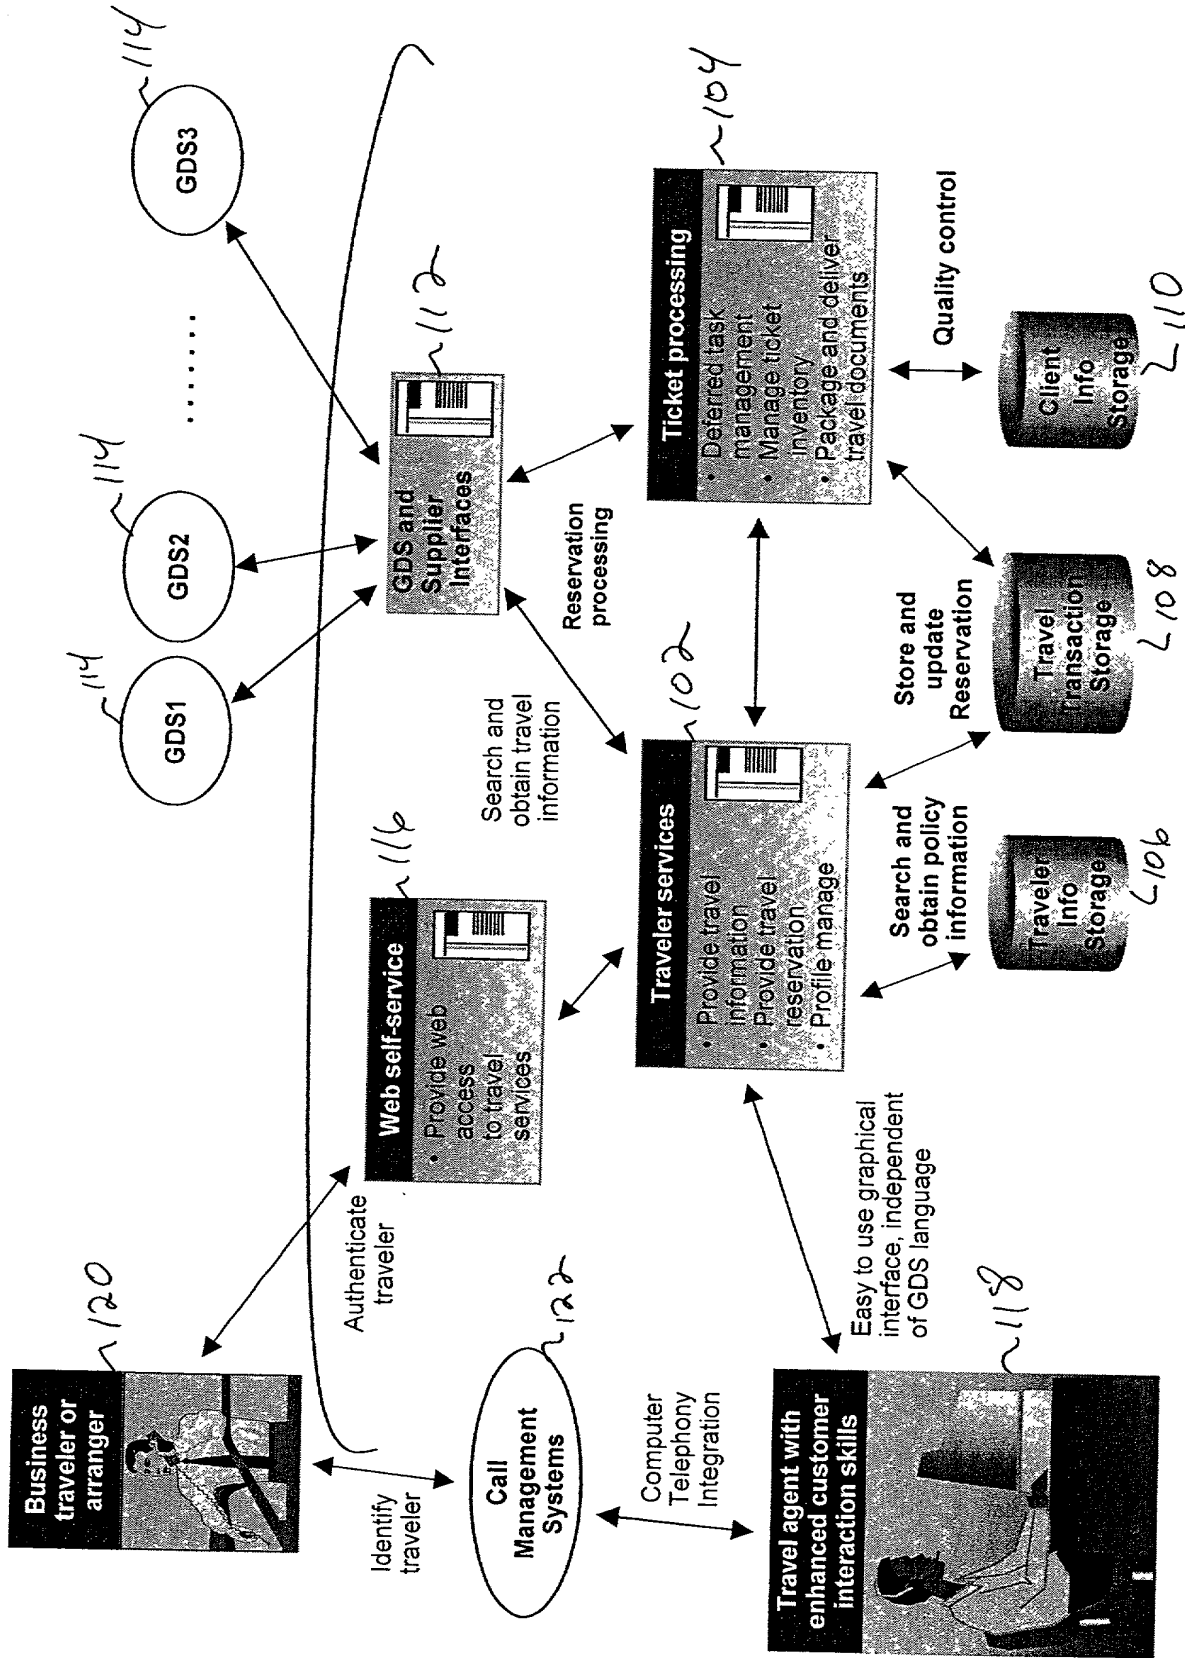 Business
traveler or
arranger
120
Identify
traveler
Authenticate
traveler
Call
Management
Systems
122
Computer
Telephony
Integration
Travel agent with
enhanced customer
interaction skills
118
Easy to use graphical
interface, independent
of GDS language
Web self-service
• Provide web
access
to travel
services
116
GDS1
114
GDS2
114
.......
GDS3
114
GDS and
Supplier
Interfaces
112
Search and
obtain travel
information
Reservation
processing
Traveler services
• Provide travel
information
• Provide travel
reservation
• Profile manage
102
Ticket processing
• Deferred task
management
• Manage ticket
inventory
• Package and deliver
travel documents
104
Search and
obtain policy
information
Store and
update
Reservation
Quality control
Traveler
Info
Storage
106
Travel
Transaction
Storage
108
Client
Info
Storage
110